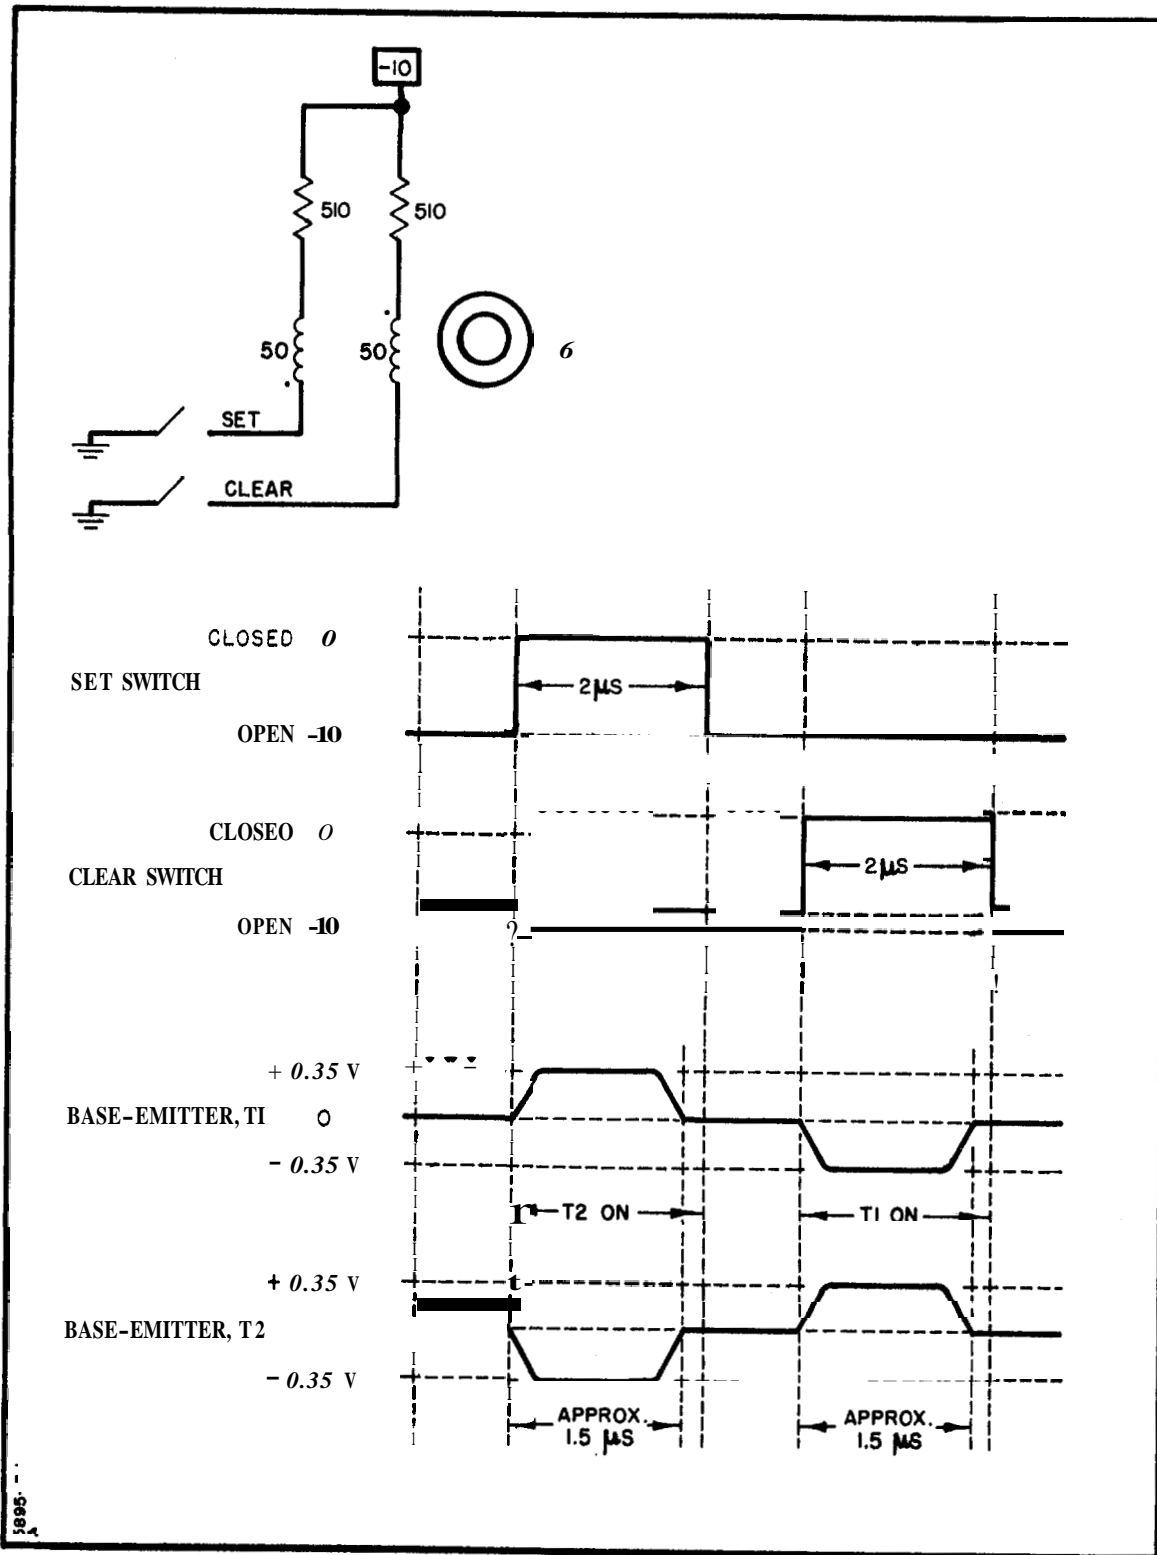 -10
510 510
50 50 6
SET
CLEAR
CLOSED 0
SET SWITCH
2μS
OPEN -10
CLOSEO 0
CLEAR SWITCH
2μS
OPEN -10
?
+ 0.35 V
BASE-EMITTER, T1 0
- 0.35 V
T2 ON T1 ON
+ 0.35 V
BASE-EMITTER, T2
- 0.35 V
APPROX. APPROX.
1.5 μS 1.5 μS